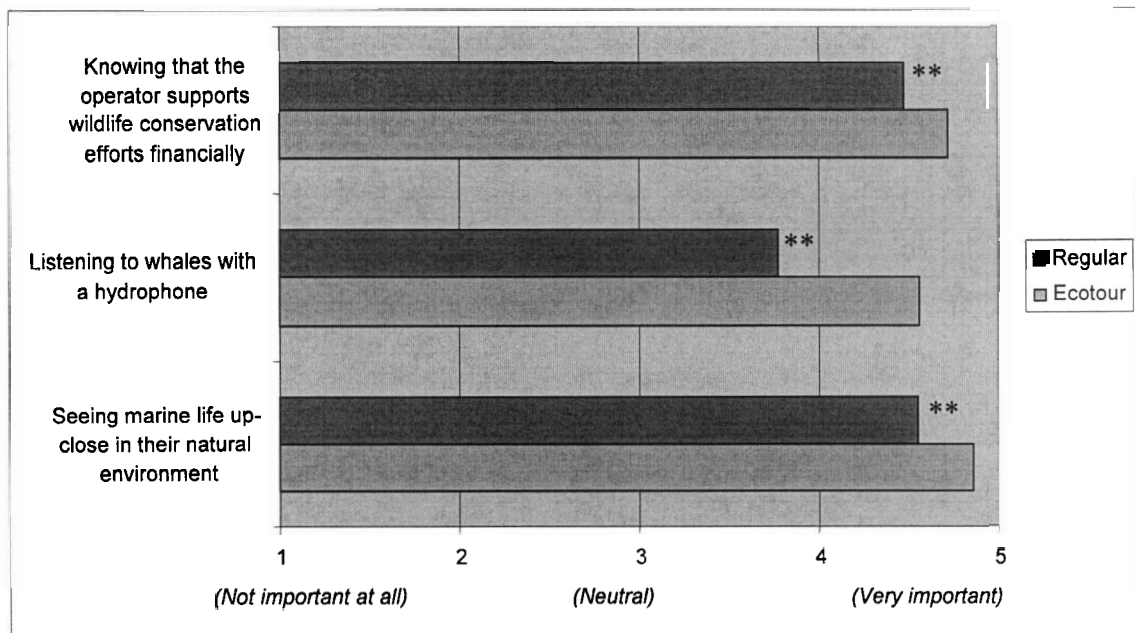 Knowing that the
operator supports
wildlife conservation
efforts financially
**
Listening to whales with
a hydrophone
**
Seeing marine life up-
close in their natural
environment
**
Regular
Ecotour
1 2 3 4 5
(Not important at all) (Neutral) (Very important)